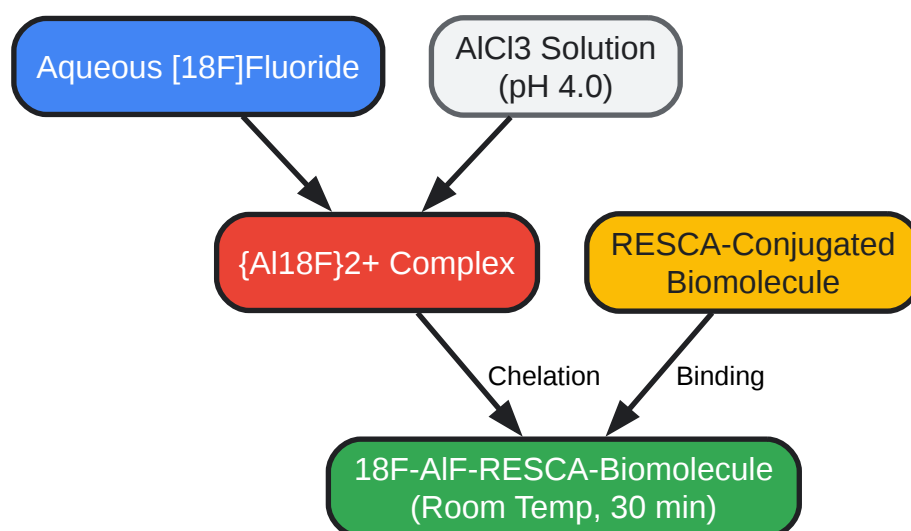 Aqueous [18F]Fluoride
AlCl3 Solution
(pH 4.0)
{Al18F}2+ Complex
RESCA-Conjugated
Biomolecule
Chelation
Binding
18F-AlF-RESCA-Biomolecule
(Room Temp, 30 min)